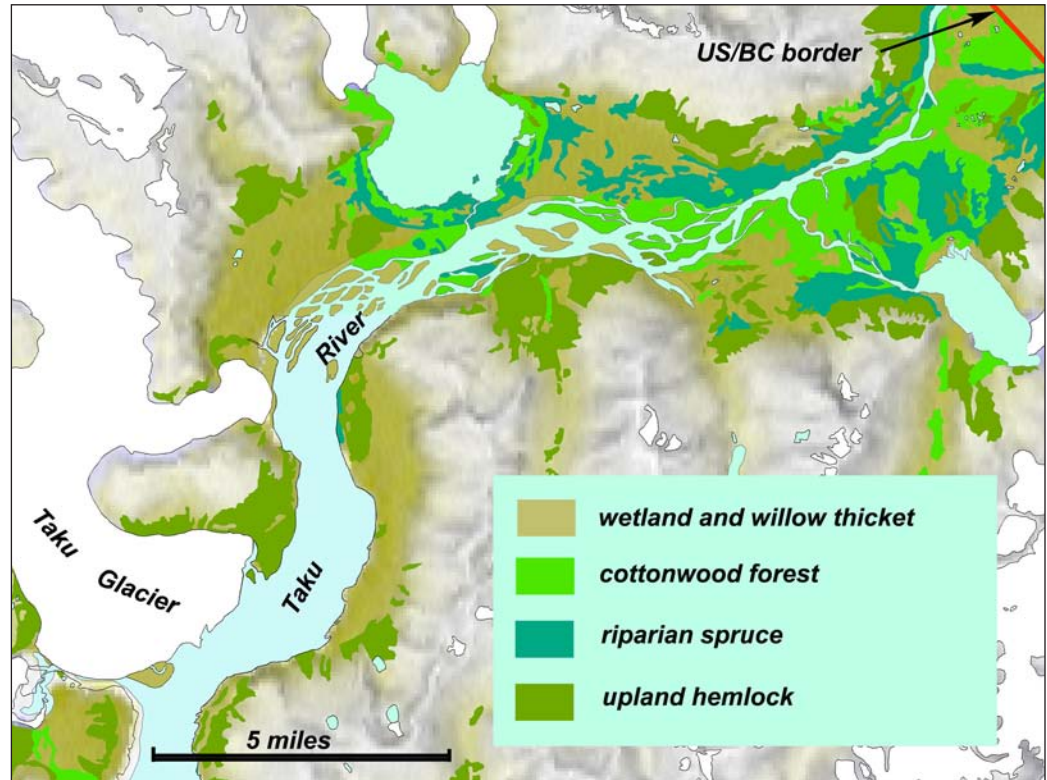 US/BC border
River
Taku
Glacier
Taku
wetland and willow thicket
cottonwood forest
riparian spruce
upland hemlock
5 miles